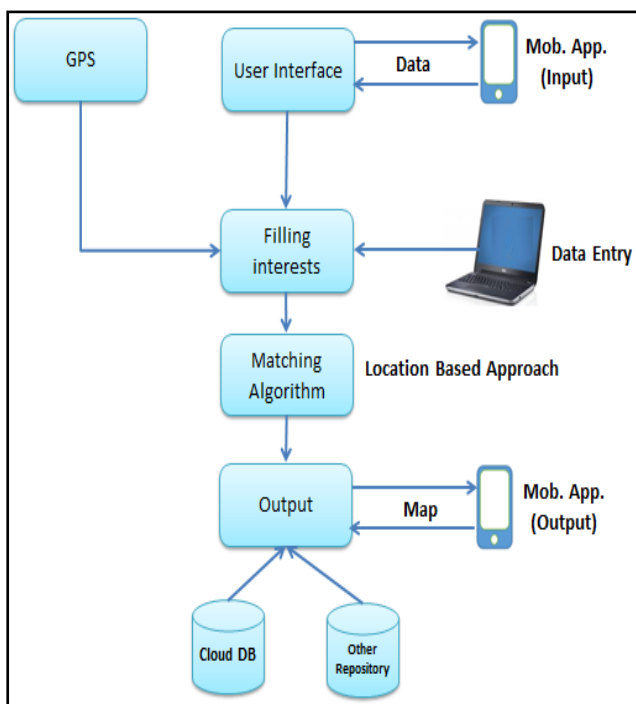 GPS
User Interface
Data
Mob. App.
(Input)
Filling
interests
Data Entry
Matching
Algorithm
Location Based Approach
Output
Map
Mob. App.
(Output)
Cloud DB
Other
Repository